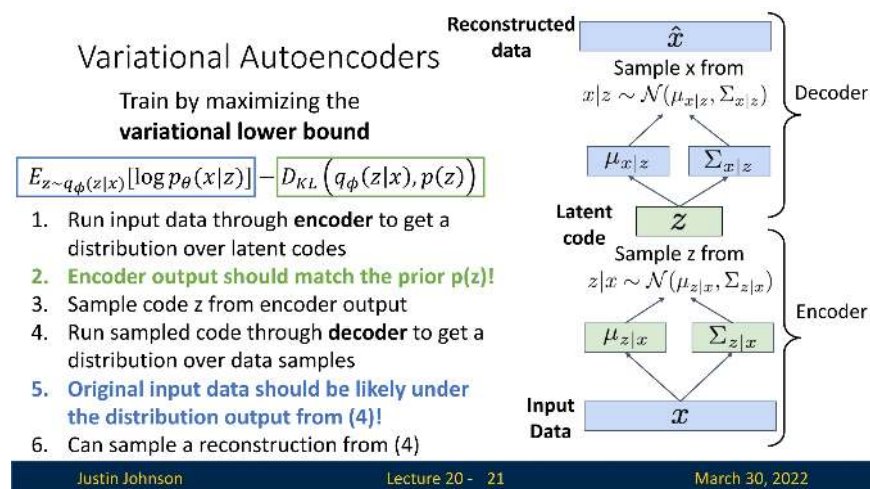 Variational Autoencoders
Train by maximizing the
variational lower bound
E_{z∼q_ϕ(z|x)}[log p_θ(x|z)] − D_{KL}(q_ϕ(z|x), p(z))
1. Run input data through encoder to get a
distribution over latent codes
2. Encoder output should match the prior p(z)!
3. Sample code z from encoder output
4. Run sampled code through decoder to get a
distribution over data samples
5. Original input data should be likely under
the distribution output from (4)!
6. Can sample a reconstruction from (4)
Reconstructed
data
x̂
Sample x from
x|z ∼ 𝒩(μ_{x|z}, Σ_{x|z})
Decoder
μ_{x|z}
Σ_{x|z}
Latent
code
z
Sample z from
z|x ∼ 𝒩(μ_{z|x}, Σ_{z|x})
Encoder
μ_{z|x}
Σ_{z|x}
Input
Data
x
Justin Johnson
Lecture 20 - 21
March 30, 2022